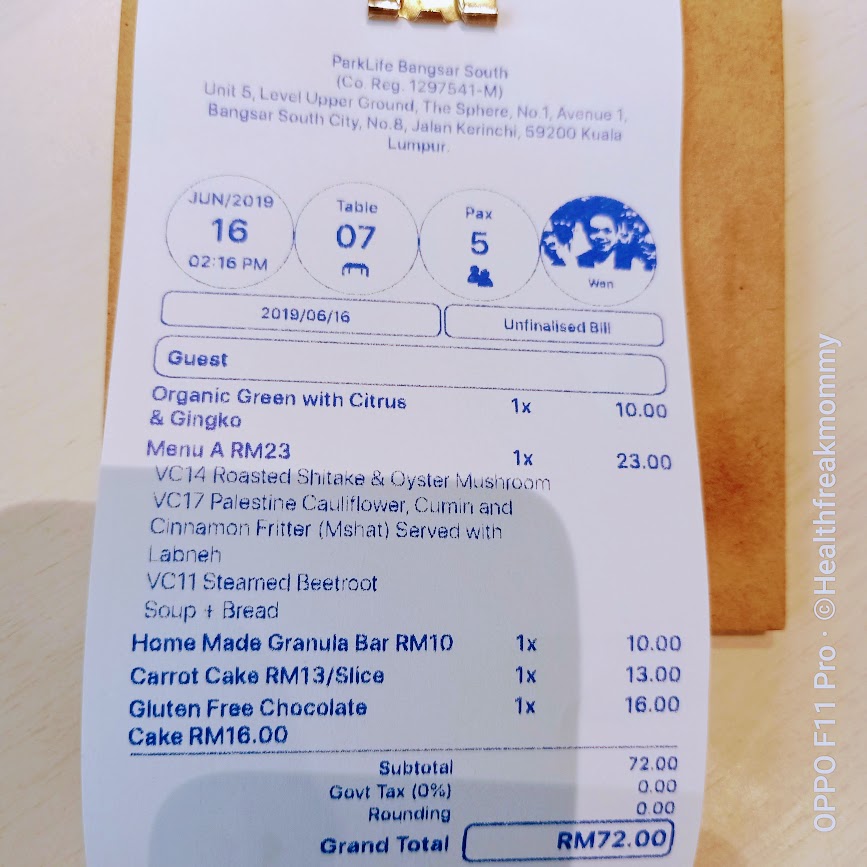 ParkLife Bangsar South
(Co. Reg. 1297541-M)
Unit 5, Level Upper Ground, The Sphere, No.1, Avenue 1,
Bangsar South City, No.8, Jalan Kerinchi, 59200 Kuala
Lumpur.
JUN/2019
16
02:16 PM
Table
07
Pax
5
Wen
2019/06/16
Unfinalised Bill
Guest
Organic Green with Citrus 1x 10.00
& Gingko
Menu A RM23 1x 23.00
VC14 Roasted Shitake & Oyster Mushroom
VC17 Palestine Cauliflower, Cumin and
Cinnamon Fritter (Mshat) Served with
Labneh
VC11 Steamed Beetroot
Soup + Bread
Home Made Granula Bar RM10 1x 10.00
Carrot Cake RM13/Slice 1x 13.00
Gluten Free Chocolate 1x 16.00
Cake RM16.00
Subtotal 72.00
Govt Tax (0%) 0.00
Rounding 0.00
Grand Total RM72.00
OPPO F11 Pro · ©Healthfreakmommy